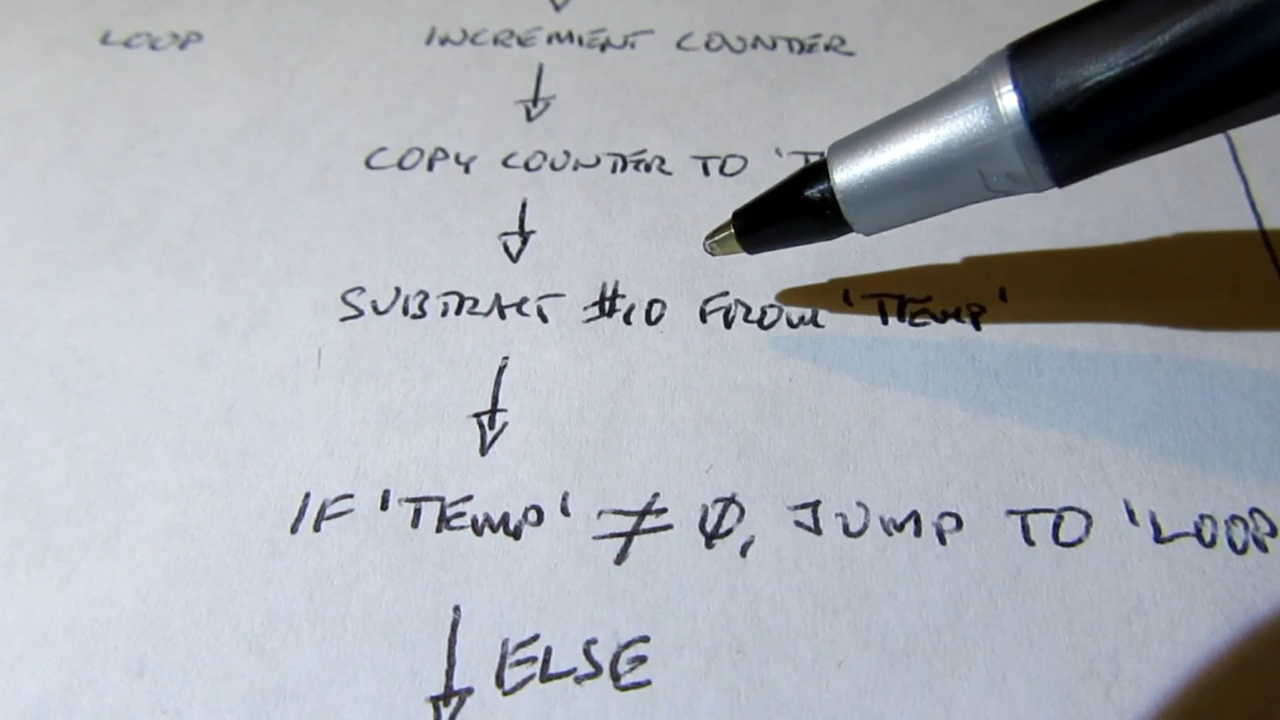 LOOP INCREMENT COUNTER
COPY COUNTER TO 'T
SUBTRACT #10 FROM 'TEMP'
IF 'TEMP' ≠ Ø, JUMP TO 'LOOP
ELSE